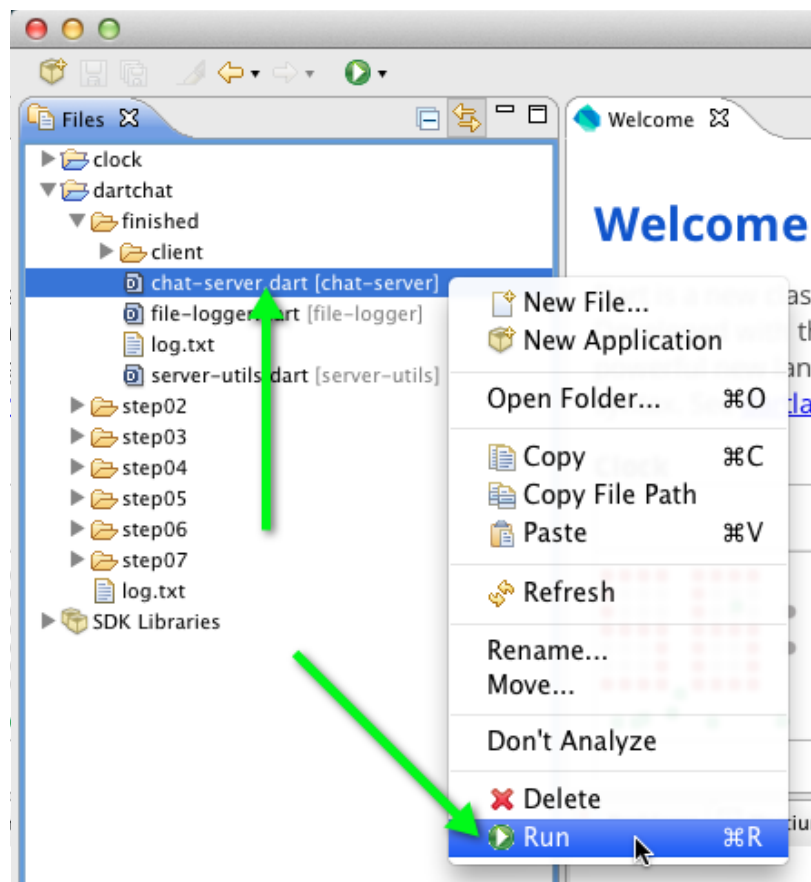 Files
Welcome
clock
dartchat
finished
client
chat-server.dart [chat-server]
file-logger.dart [file-logger]
log.txt
server-utils.dart [server-utils]
step02
step03
step04
step05
step06
step07
log.txt
SDK Libraries
Welcome
New File...
New Application
Open Folder... ⌘O
Copy ⌘C
Copy File Path
Paste ⌘V
Refresh
Rename...
Move...
Don't Analyze
Delete
Run ⌘R